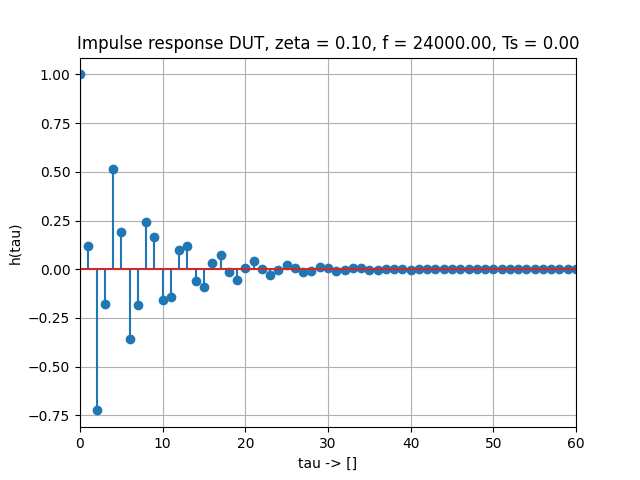 Impulse response DUT, zeta = 0.10, f = 24000.00, Ts = 0.00
1.00
0.75
0.50
0.25
0.00
−0.25
−0.50
−0.75
h(tau)
0 10 20 30 40 50 60
tau -> []